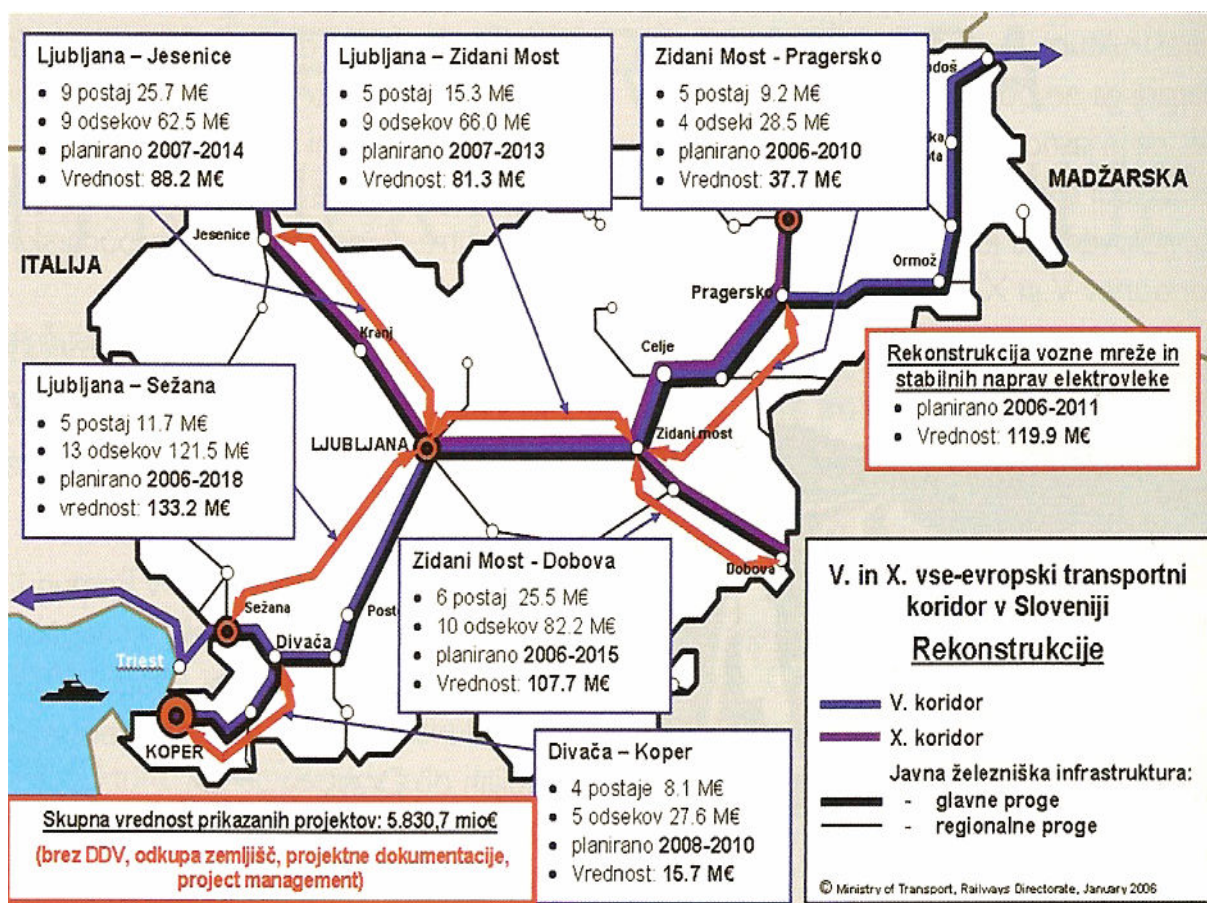 Ljubljana – Jesenice
• 9 postaj 25.7 M€
• 9 odsekov 62.5 M€
• planirano 2007-2014
• Vrednost: 88.2 M€
Ljubljana – Zidani Most
• 5 postaj 15.3 M€
• 9 odsekov 66.0 M€
• planirano 2007-2013
• Vrednost: 81.3 M€
Zidani Most - Pragersko
• 5 postaj 9.2 M€
• 4 odseki 28.5 M€
• planirano 2006-2010
• Vrednost: 37.7 M€
doš
ka
ota
MADŽARSKA
Jesenice
ITALIJA
Ormož
Pragersko
Kranj
Celje
Rekonstrukcija vozne mreže in
stabilnih naprav elektrovleke
• planirano 2006-2011
• Vrednost: 119.9 M€
Ljubljana – Sežana
• 5 postaj 11.7 M€
• 13 odsekov 121.5 M€
• planirano 2006-2018
• vrednost: 133.2 M€
LJUBLJANA
Zidani most
Zidani Most - Dobova
• 6 postaj 25.5 M€
• 10 odsekov 82.2 M€
• planirano 2006-2015
• Vrednost: 107.7 M€
Dobova
Sežana
Post
Divača
Triest
KOPER
V. in X. vse-evropski transportni
koridor v Sloveniji
Rekonstrukcije
V. koridor
X. koridor
Javna železniška infrastruktura:
- glavne proge
- regionalne proge
© Ministry of Transport, Railways Directorate, January 2006
Divača – Koper
• 4 postaje 8.1 M€
• 5 odsekov 27.6 M€
• planirano 2008-2010
• Vrednost: 15.7 M€
Skupna vrednost prikazanih projektov: 5.830,7 mio€
(brez DDV, odkupa zemljišč, projektne dokumentacije,
project management)